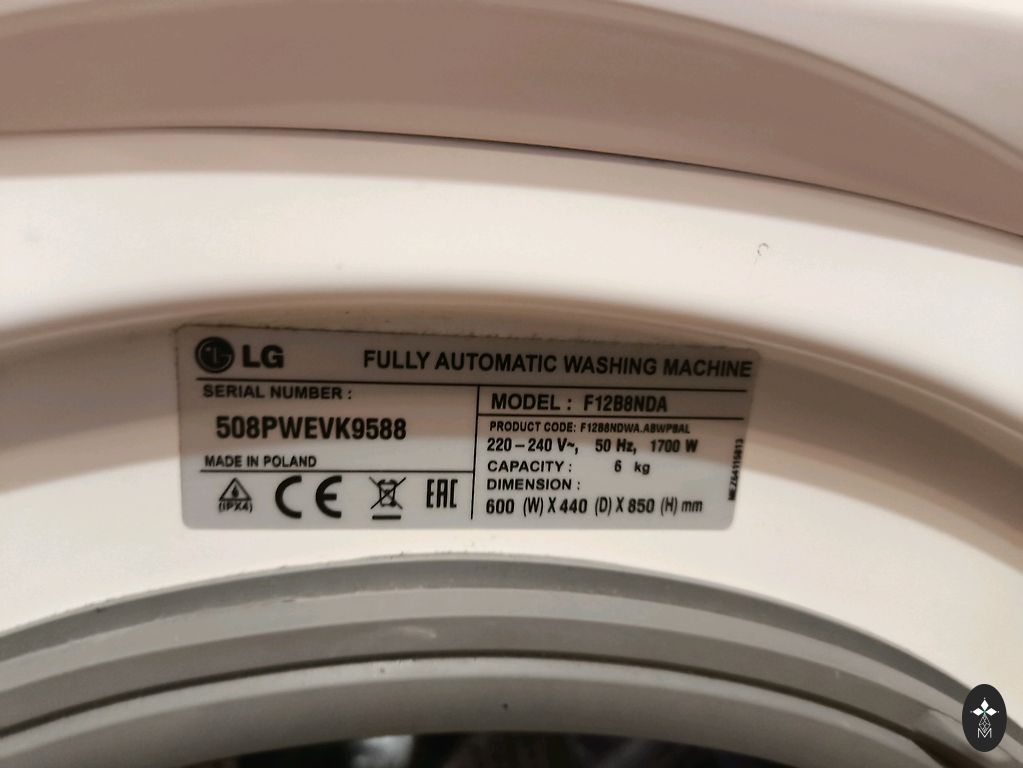 LG FULLY AUTOMATIC WASHING MACHINE
SERIAL NUMBER :
508PWEVK9588
MADE IN POLAND
(IPX4) CE EAC
MODEL : F12B8NDA
PRODUCT CODE: F12B8NDWA.ABWPBAL
220-240 V~, 50 Hz, 1700 W
CAPACITY : 6 kg
DIMENSION :
600 (W) X 440 (D) X 850 (H) mm
MEZ64115813
M